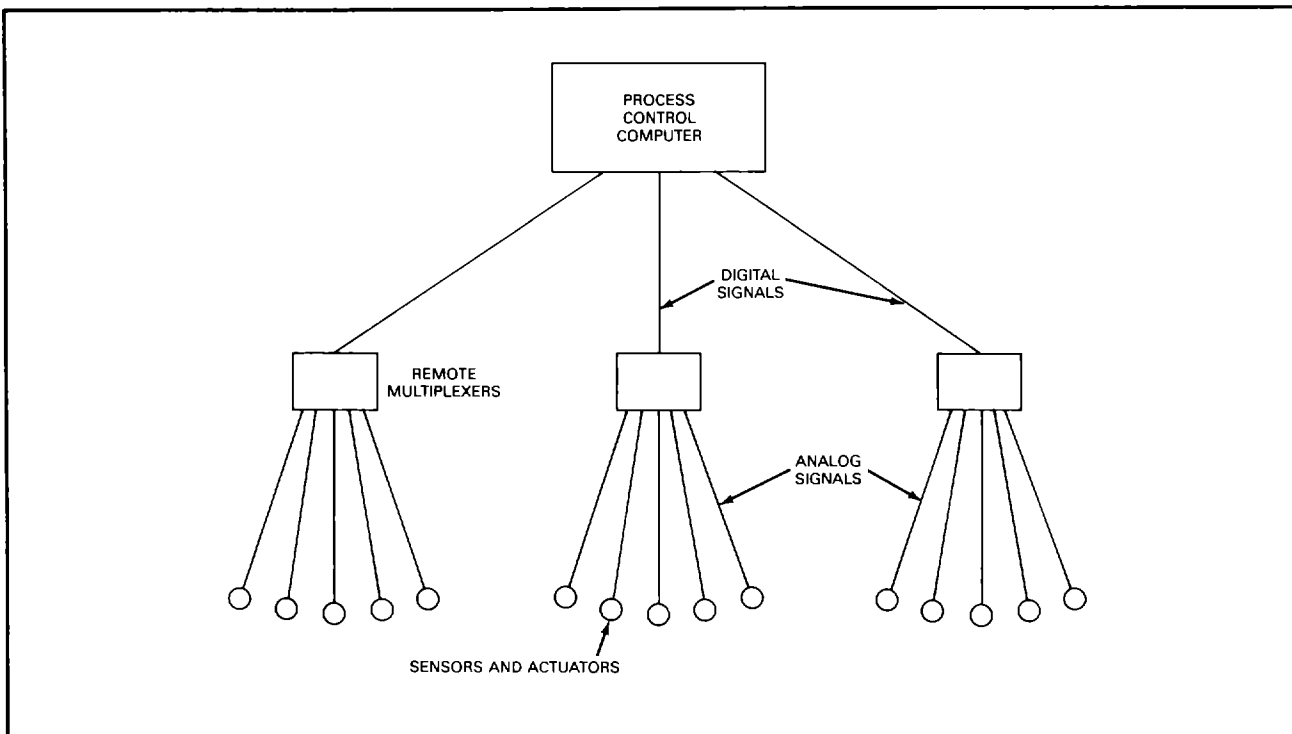 PROCESS
CONTROL
COMPUTER
DIGITAL
SIGNALS
REMOTE
MULTIPLEXERS
ANALOG
SIGNALS
SENSORS AND ACTUATORS